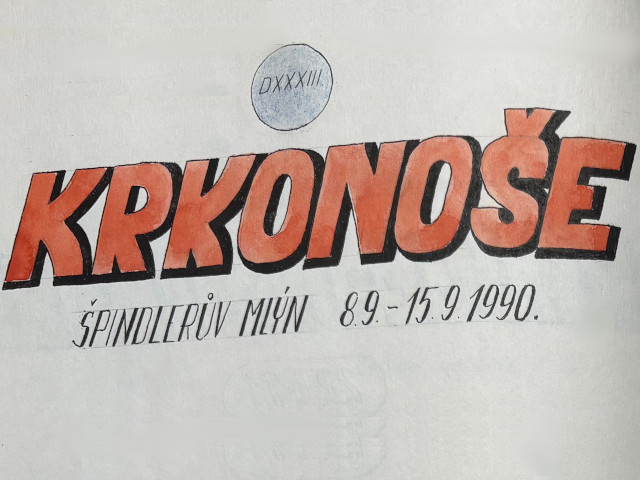 DXXXIII.
KRKONOŠE
ŠPINDLERŮV MLÝN 8.9.-15.9.1990.